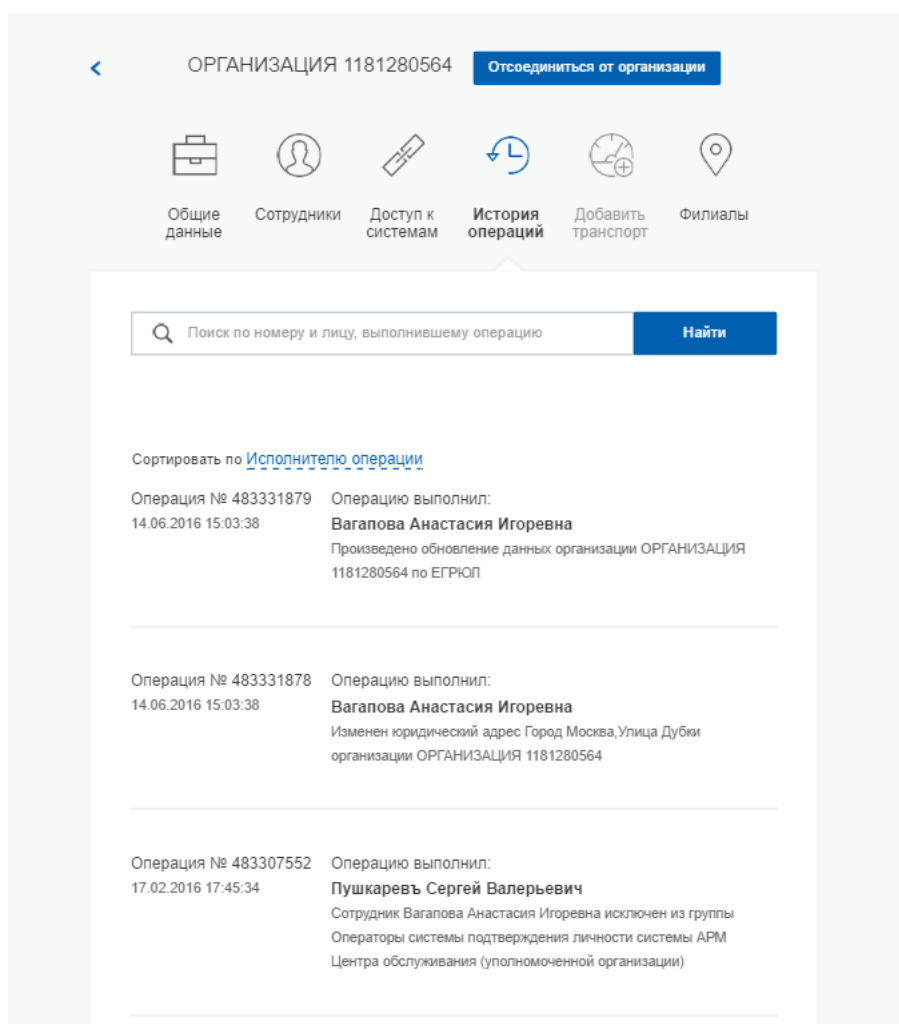 ОРГАНИЗАЦИЯ 1181280564
Отсоединиться от организации
Общие данные
Сотрудники
Доступ к системам
История операций
Добавить транспорт
Филиалы
Поиск по номеру и лицу, выполнившему операцию
Найти
Сортировать по Исполнителю операции
Операция № 483331879
14.06.2016 15:03:38
Операцию выполнил:
Вагапова Анастасия Игоревна
Произведено обновление данных организации ОРГАНИЗАЦИЯ
1181280564 по ЕГРЮЛ
Операция № 483331878
14.06.2016 15:03:38
Операцию выполнил:
Вагапова Анастасия Игоревна
Изменен юридический адрес Город Москва,Улица Дубки
организации ОРГАНИЗАЦИЯ 1181280564
Операция № 483307552
17.02.2016 17:45:34
Операцию выполнил:
Пушкаревъ Сергей Валерьевич
Сотрудник Вагапова Анастасия Игоревна исключен из группы
Операторы системы подтверждения личности системы АРМ
Центра обслуживания (уполномоченной организации)